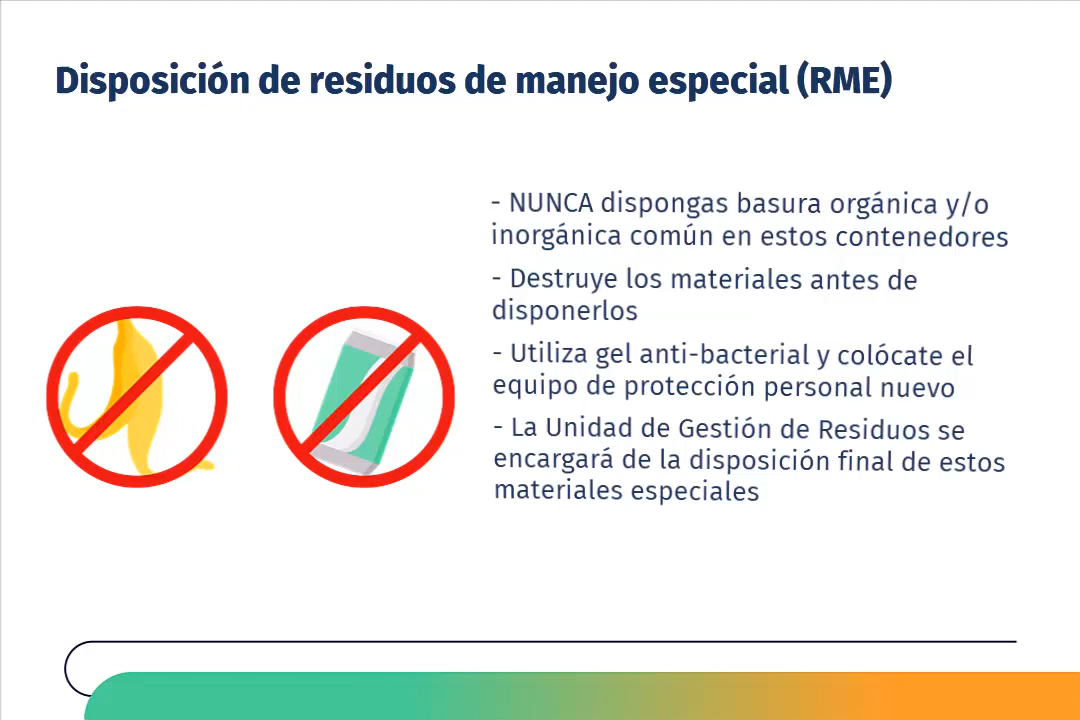 Disposición de residuos de manejo especial (RME)
- NUNCA dispongas basura orgánica y/o
inorgánica común en estos contenedores
- Destruye los materiales antes de
disponerlos
- Utiliza gel anti-bacterial y colócate el
equipo de protección personal nuevo
- La Unidad de Gestión de Residuos se
encargará de la disposición final de estos
materiales especiales